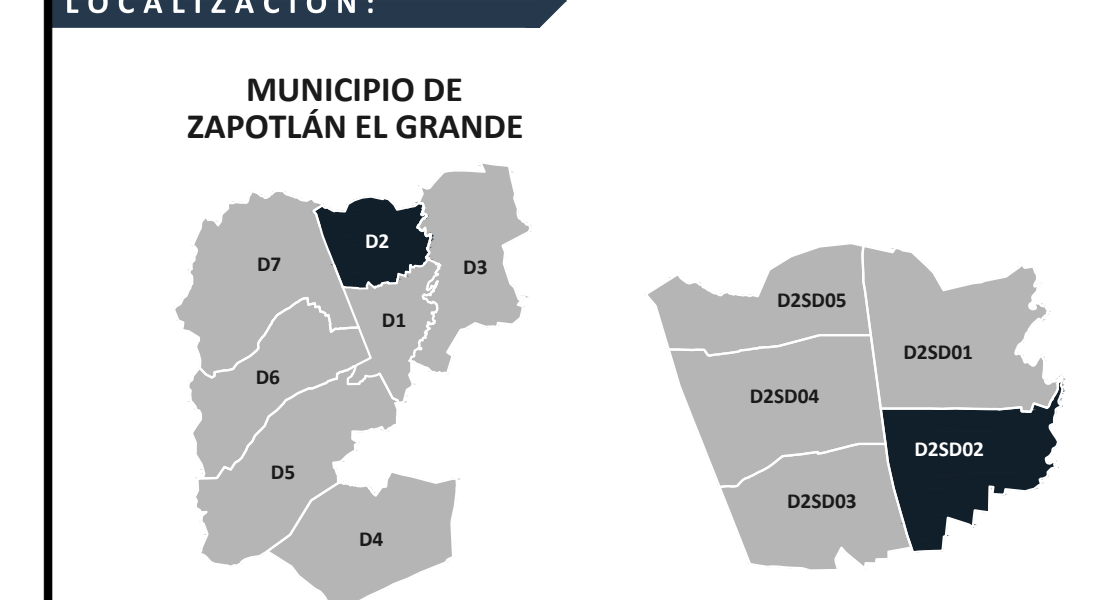 LOCALIZACIÓN:
MUNICIPIO DE
ZAPOTLÁN EL GRANDE
D2
D7
D3
D1
D6
D5
D4
D2SD05
D2SD01
D2SD04
D2SD02
D2SD03